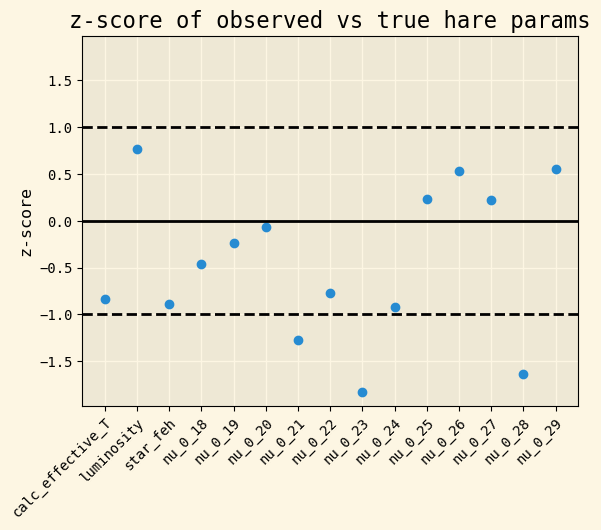 z-score of observed vs true hare params
z-score
1.5
1.0
0.5
0.0
−0.5
−1.0
−1.5
calc_effective_T
luminosity
star_feh
nu_0_18
nu_0_19
nu_0_20
nu_0_21
nu_0_22
nu_0_23
nu_0_24
nu_0_25
nu_0_26
nu_0_27
nu_0_28
nu_0_29